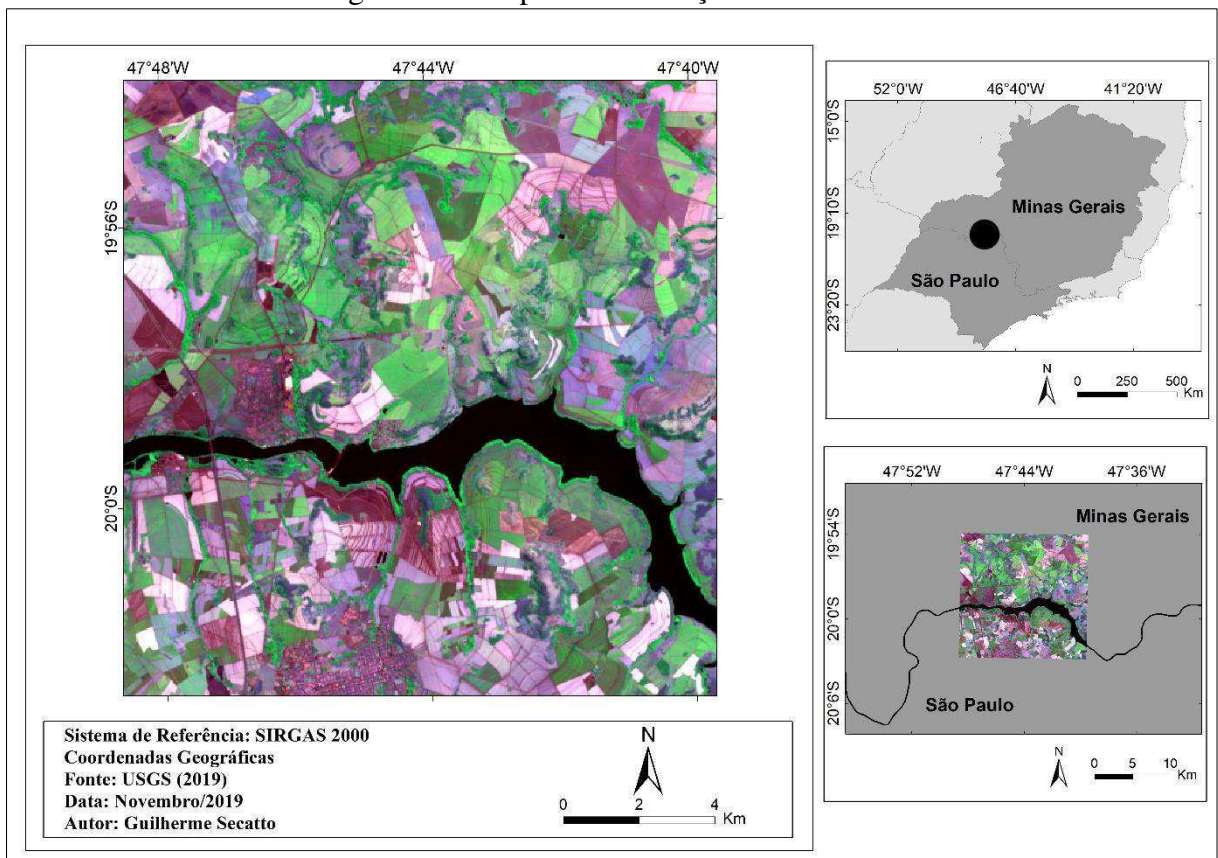 47°48'W 47°44'W 47°40'W
19°56'S
20°0'S
Sistema de Referência: SIRGAS 2000
Coordenadas Geográficas
Fonte: USGS (2019)
Data: Novembro/2019
Autor: Guilherme Secatto
N
0 2 4
Km
52°0'W 46°40'W 41°20'W
15°0'S
19°10'S
23°20'S
Minas Gerais
São Paulo
N
0 250 500
Km
47°52'W 47°44'W 47°36'W
19°54'S
20°0'S
20°6'S
Minas Gerais
São Paulo
N
0 5 10
Km